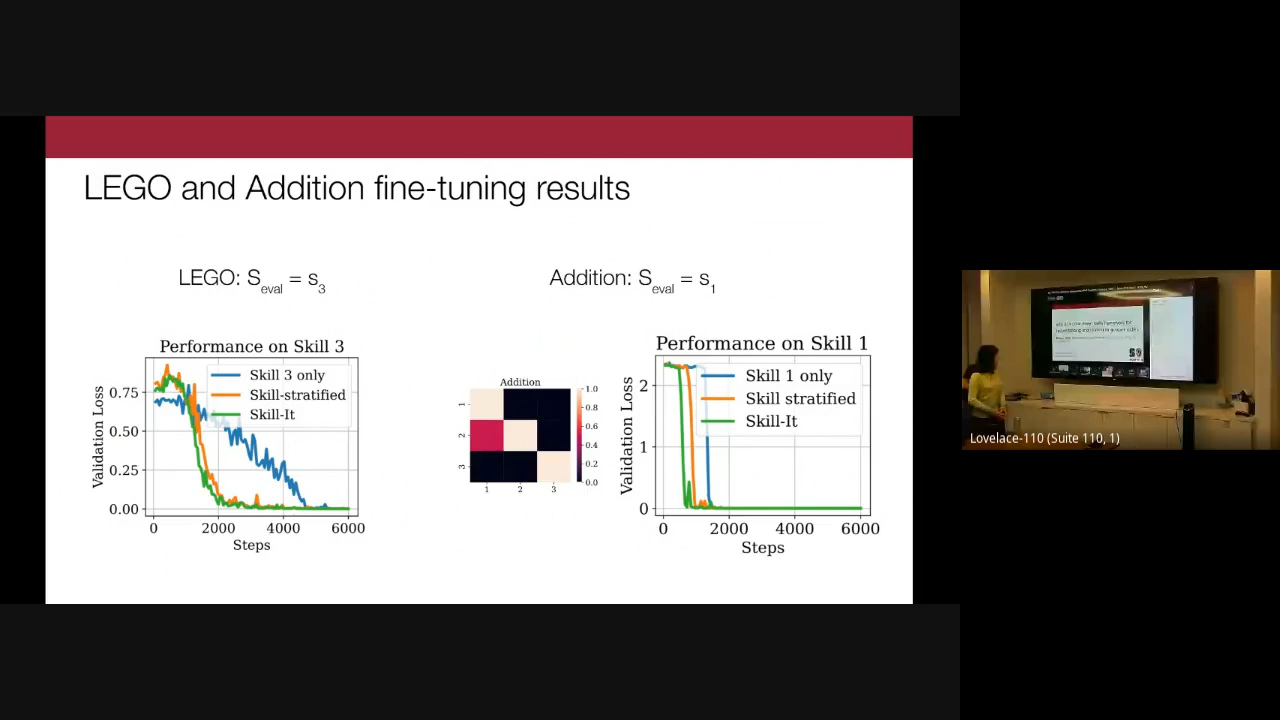 LEGO and Addition fine-tuning results
LEGO: S_eval = s_3
Addition: S_eval = s_1
Performance on Skill 3
Skill 3 only
Skill-stratified
Skill-It
Validation Loss
0.75
0.50
0.25
0.00
0
2000
4000
6000
Steps
Addition
1
2
3
1
2
3
1.0
0.8
0.6
0.4
0.2
0.0
Performance on Skill 1
Skill 1 only
Skill stratified
Skill-It
Validation Loss
2
1
0
0
2000
4000
6000
Steps
Lovelace-110 (Suite 110, 1)